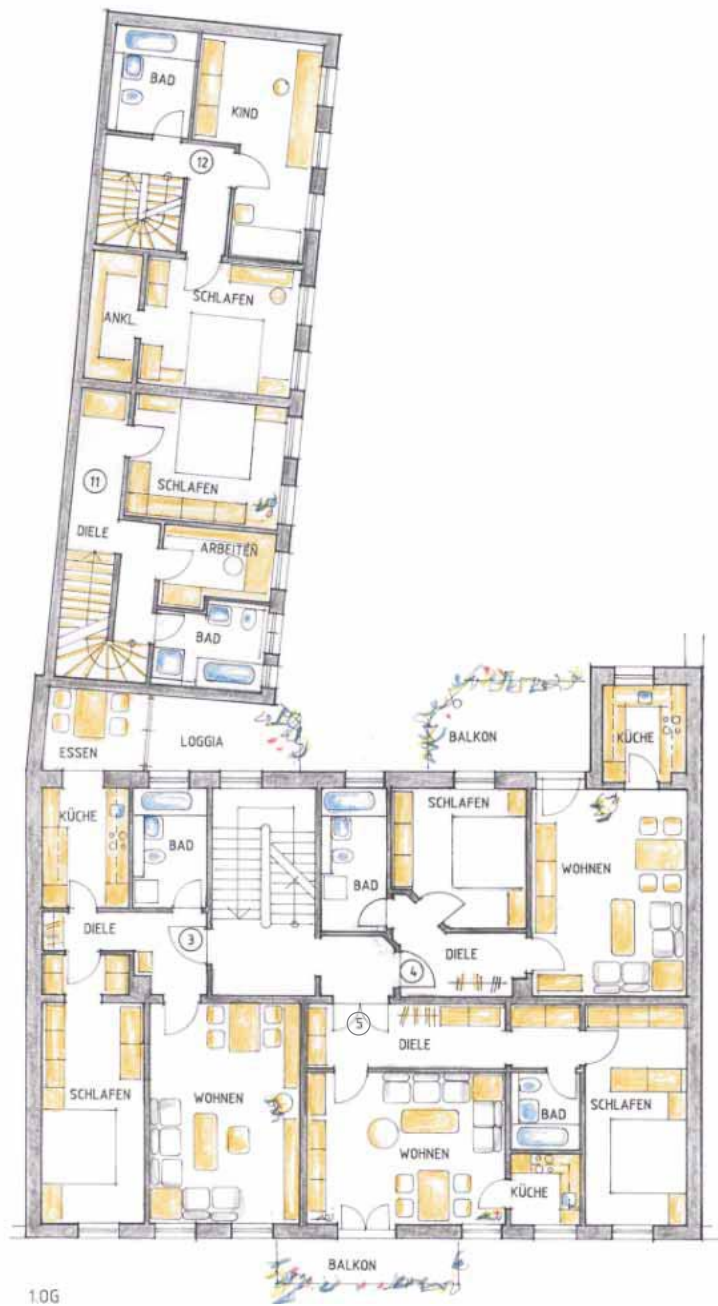 BAD
KIND
12
SCHLAFEN
ANKL.
SCHLAFEN
11
DIELE
ARBEITEN
BAD
ESSEN
LOGGIA
BALKON
KÜCHE
KÜCHE
BAD
BAD
SCHLAFEN
WOHNEN
DIELE
3
DIELE
4
5
DIELE
SCHLAFEN
WOHNEN
WOHNEN
BAD
SCHLAFEN
KÜCHE
BALKON
1.OG